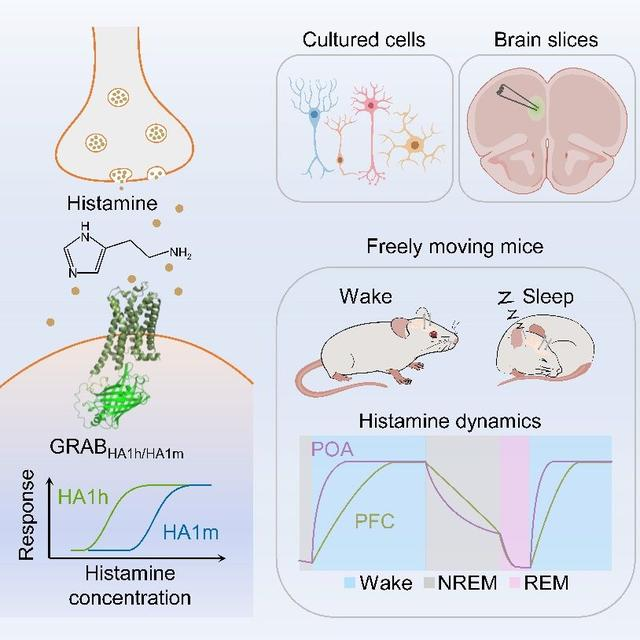 Histamine
H
N
N
NH2
GRABHA1h/HA1m
Response
HA1h
HA1m
Histamine
concentration
Cultured cells
Brain slices
Freely moving mice
Wake
Z
Z
Z
Sleep
Histamine dynamics
POA
PFC
Wake
NREM
REM